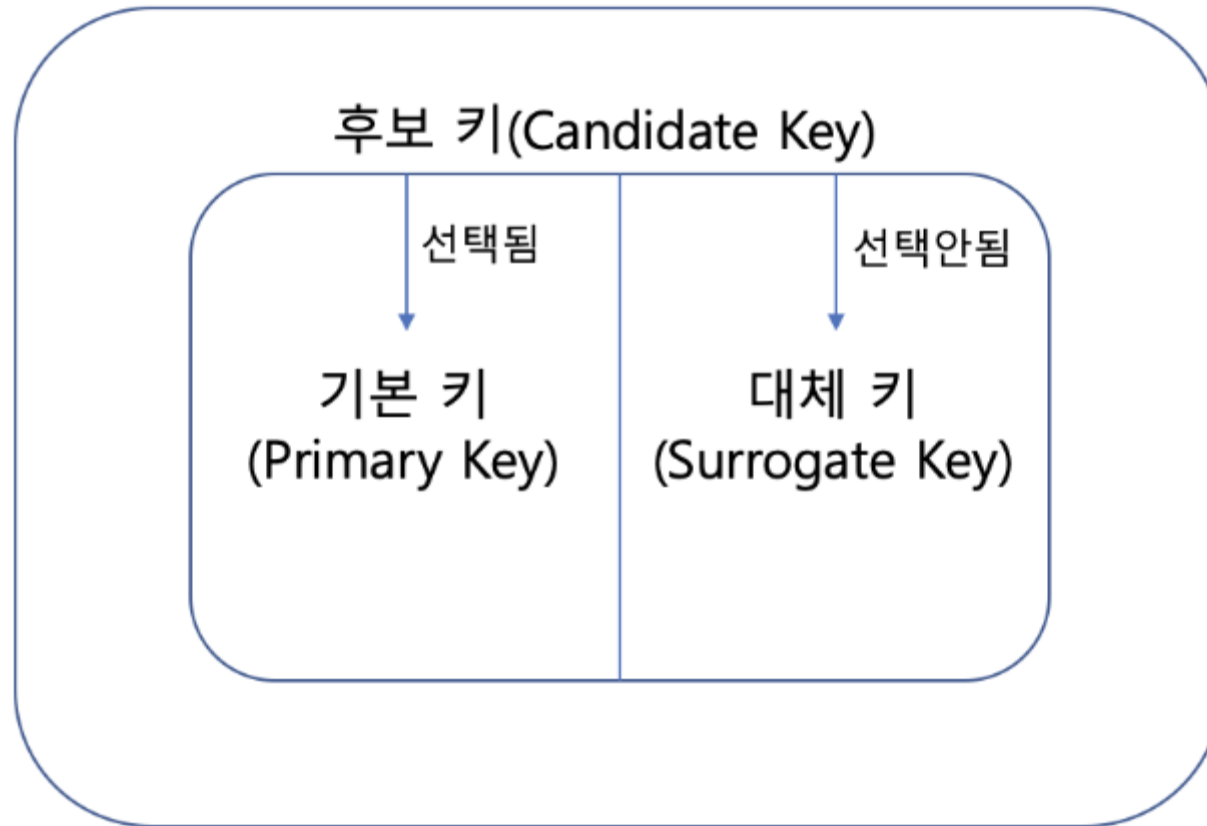 후보 키(Candidate Key)
선택됨
선택안됨
기본 키
(Primary Key)
대체 키
(Surrogate Key)